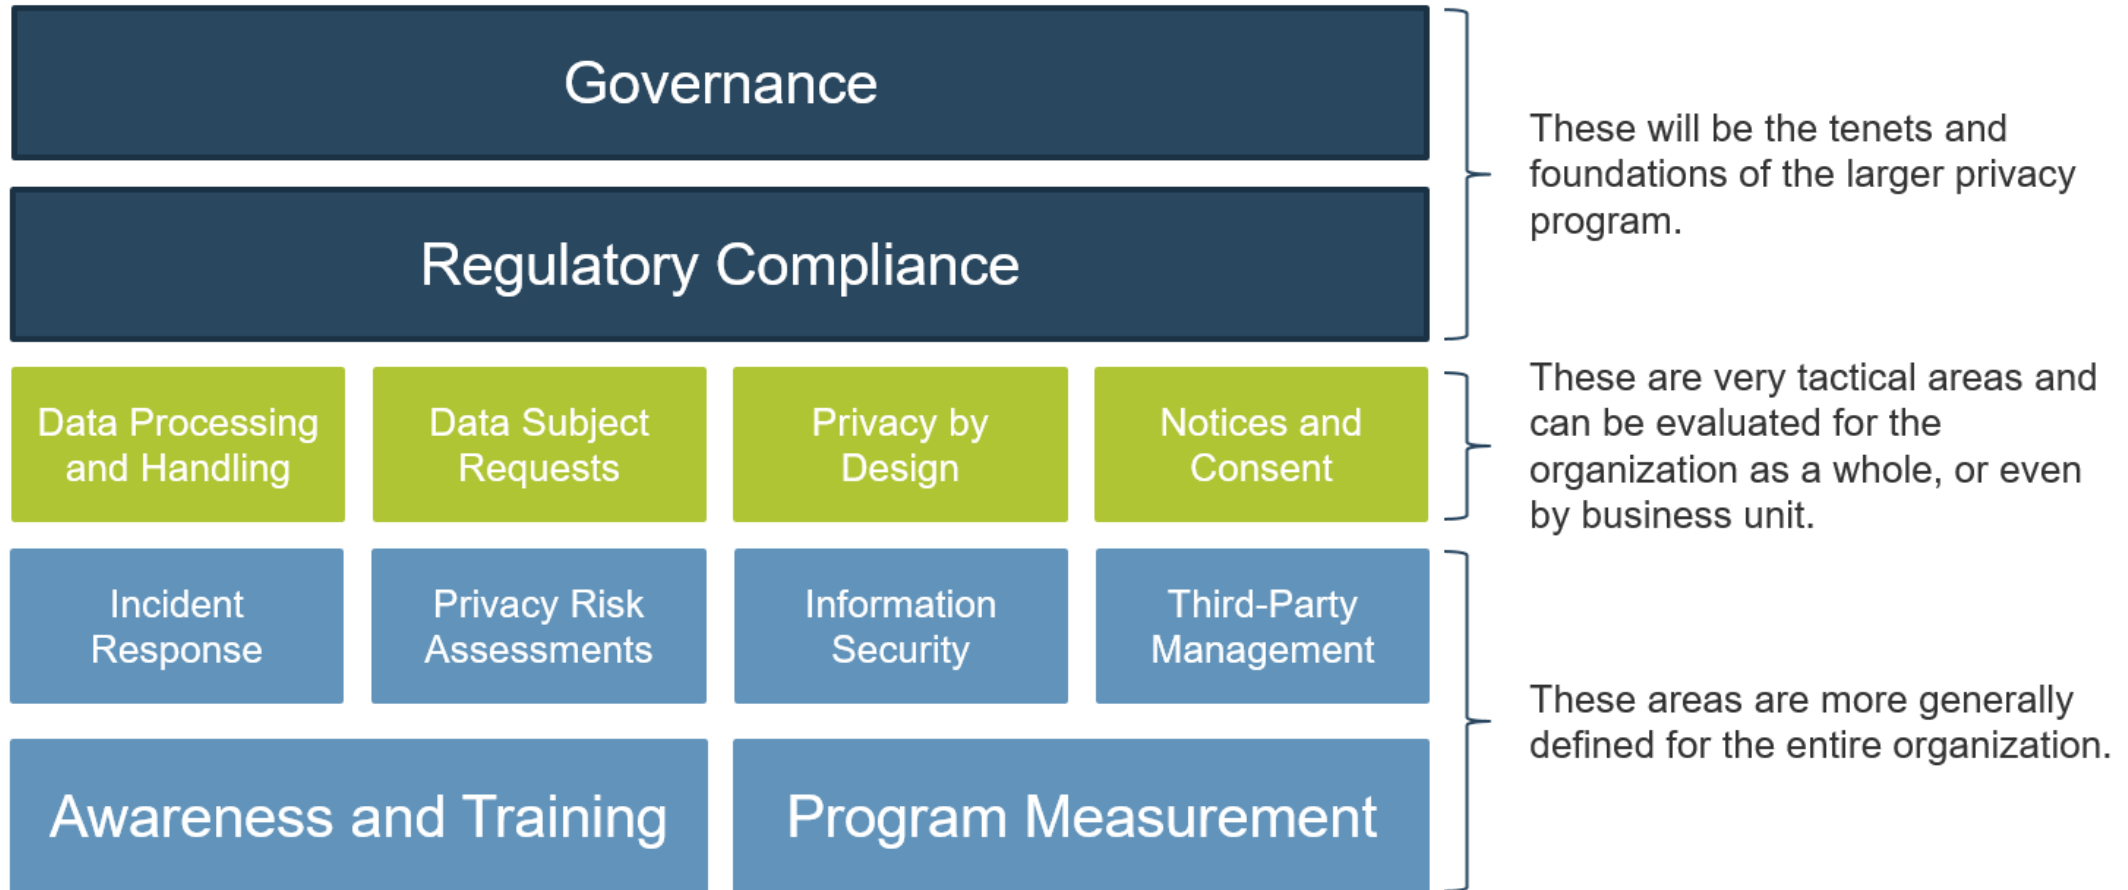 Governance
These will be the tenets and
foundations of the larger privacy
program.
Regulatory Compliance
Data Processing
and Handling
Data Subject
Requests
Privacy by
Design
Notices and
Consent
These are very tactical areas and
can be evaluated for the
organization as a whole, or even
by business unit.
Incident
Response
Privacy Risk
Assessments
Information
Security
Third-Party
Management
Awareness and Training
Program Measurement
These areas are more generally
defined for the entire organization.